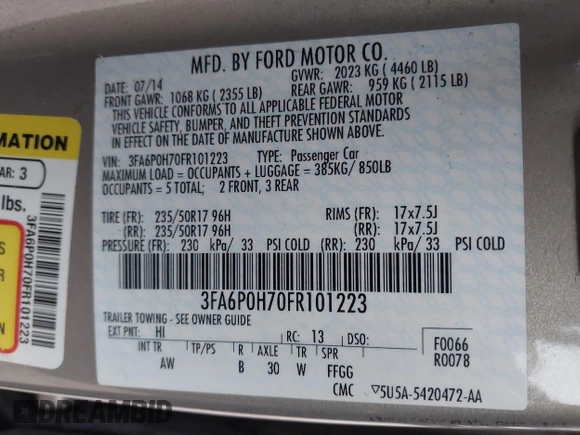 MFD. BY FORD MOTOR CO.
DATE: 07/14
GVWR: 2023 KG ( 4460 LB)
FRONT GAWR: 1068 KG ( 2355 LB)
REAR GAWR: 959 KG ( 2115 LB)
THIS VEHICLE CONFORMS TO ALL APPLICABLE FEDERAL MOTOR
VEHICLE SAFETY, BUMPER, AND THEFT PREVENTION STANDARDS
IN EFFECT ON THE DATE OF MANUFACTURE SHOWN ABOVE.
VIN: 3FA6P0H70FR101223 TYPE: Passenger Car
MAXIMUM LOAD = OCCUPANTS + LUGGAGE = 385KG/ 850LB
OCCUPANTS = 5 TOTAL; 2 FRONT, 3 REAR
TIRE (FR): 235/50R17 96H RIMS (FR): 17x7.5J
(RR): 235/50R17 96H (RR): 17x7.5J
PRESSURE (FR): 230 kPa/ 33 PSI COLD (RR): 230 kPa/ 33 PSI COLD
3FA6P0H70FR101223
TRAILER TOWING - SEE OWNER GUIDE
EXT PNT: HI RC: 13 DSO:
F0066
R0078
INT TR TP/PS R AXLE TR SPR
AW B 30 W FFGG
CMC ▽5U5A-5420472-AA
MATION
AR: 3
lbs.
S
R
S
3FA6P0H70FR101223
DREAMBID